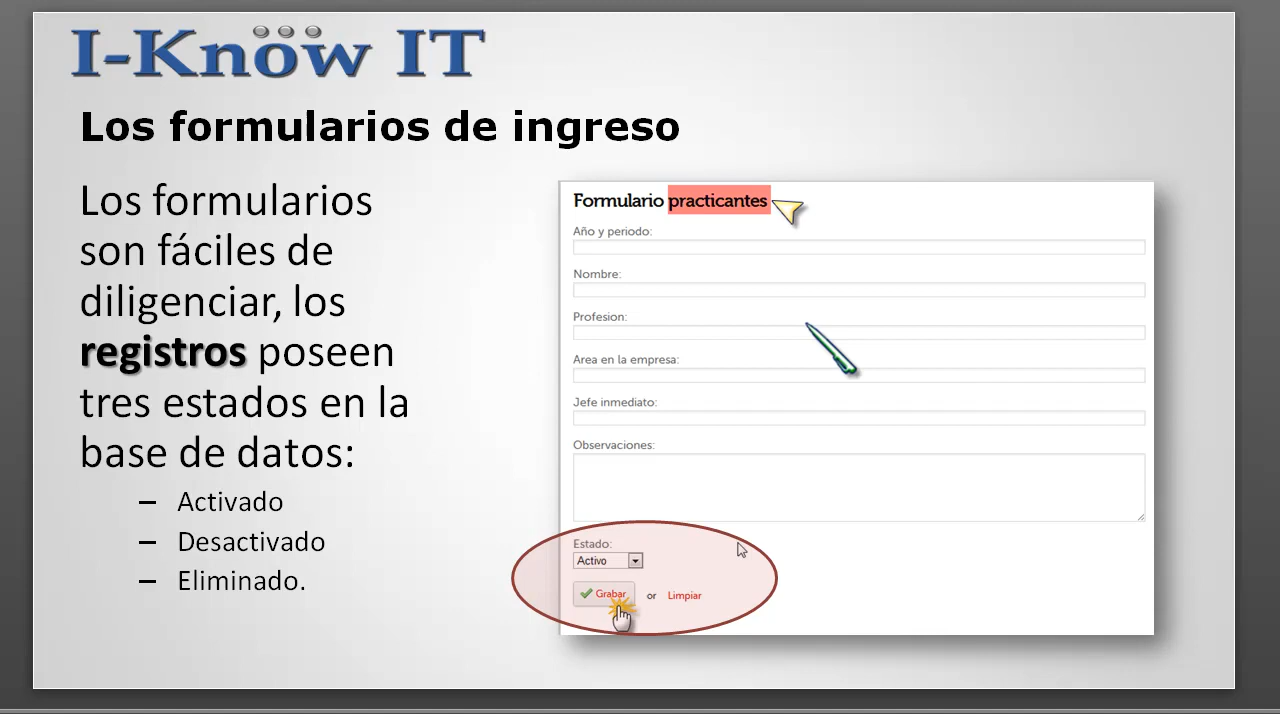 I-Know IT
Los formularios de ingreso
Los formularios
son fáciles de
diligenciar, los
registros poseen
tres estados en la
base de datos:
– Activado
– Desactivado
– Eliminado.
Formulario practicantes
Año y periodo:
Nombre:
Profesion:
Area en la empresa:
Jefe inmediato:
Observaciones:
Estado:
Activo
Grabar or Limpiar